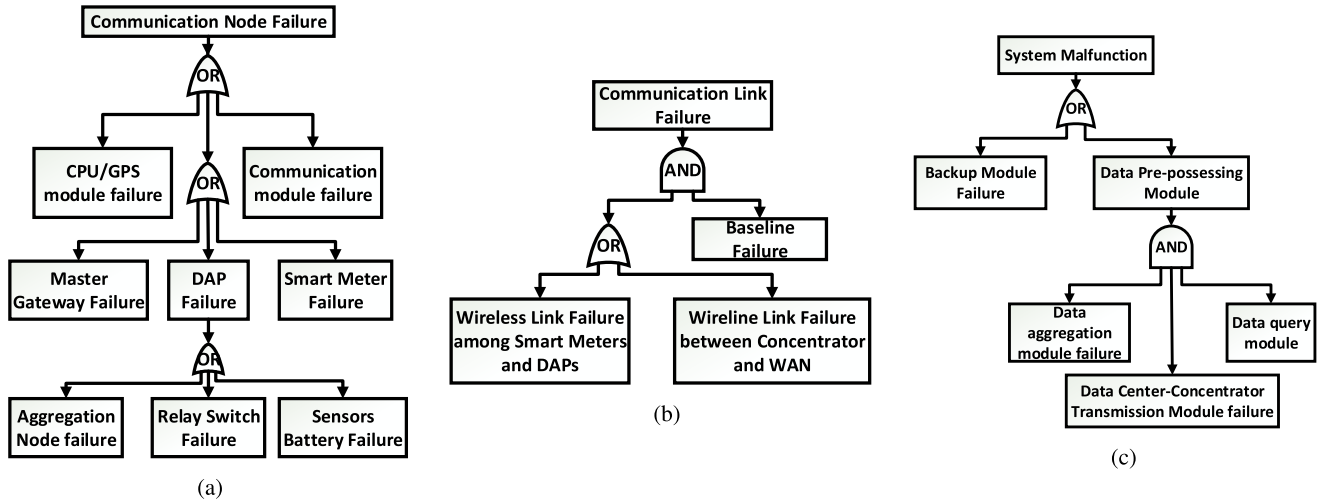 Communication Node Failure
OR
CPU/GPS
module failure
OR
Communication
module failure
Master
Gateway Failure
DAP
Failure
Smart Meter
Failure
OR
Aggregation
Node failure
Relay Switch
Failure
Sensors
Battery Failure
(a)
Communication Link
Failure
AND
OR
Baseline
Failure
Wireless Link Failure
among Smart Meters
and DAPs
Wireline Link Failure
between Concentrator
and WAN
(b)
System Malfunction
OR
Backup Module
Failure
Data Pre-possessing
Module
AND
Data
aggregation
module failure
Data query
module
Data Center-Concentrator
Transmission Module failure
(c)